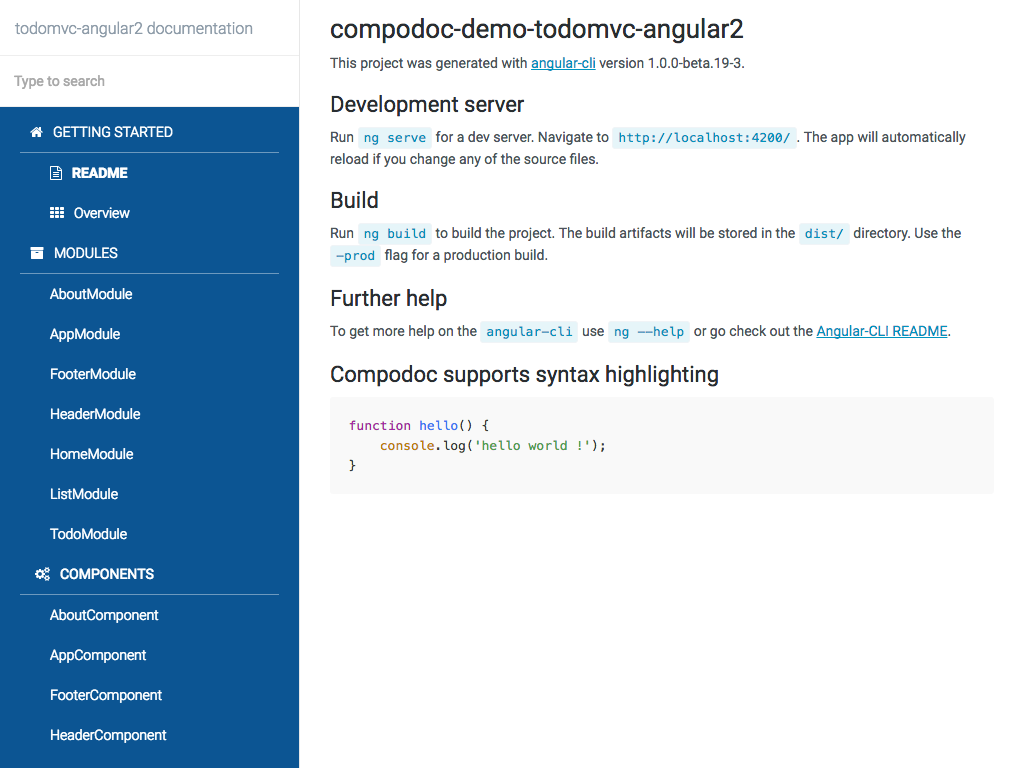 todomvc-angular2 documentation
Type to search
GETTING STARTED
README
Overview
MODULES
AboutModule
AppModule
FooterModule
HeaderModule
HomeModule
ListModule
TodoModule
COMPONENTS
AboutComponent
AppComponent
FooterComponent
HeaderComponent
compodoc-demo-todomvc-angular2
This project was generated with angular-cli version 1.0.0-beta.19-3.
Development server
Run ng serve for a dev server. Navigate to http://localhost:4200/ . The app will automatically
reload if you change any of the source files.
Build
Run ng build to build the project. The build artifacts will be stored in the dist/ directory. Use the
-prod flag for a production build.
Further help
To get more help on the angular-cli use ng --help or go check out the Angular-CLI README.
Compodoc supports syntax highlighting
function hello() {
    console.log('hello world !');
}